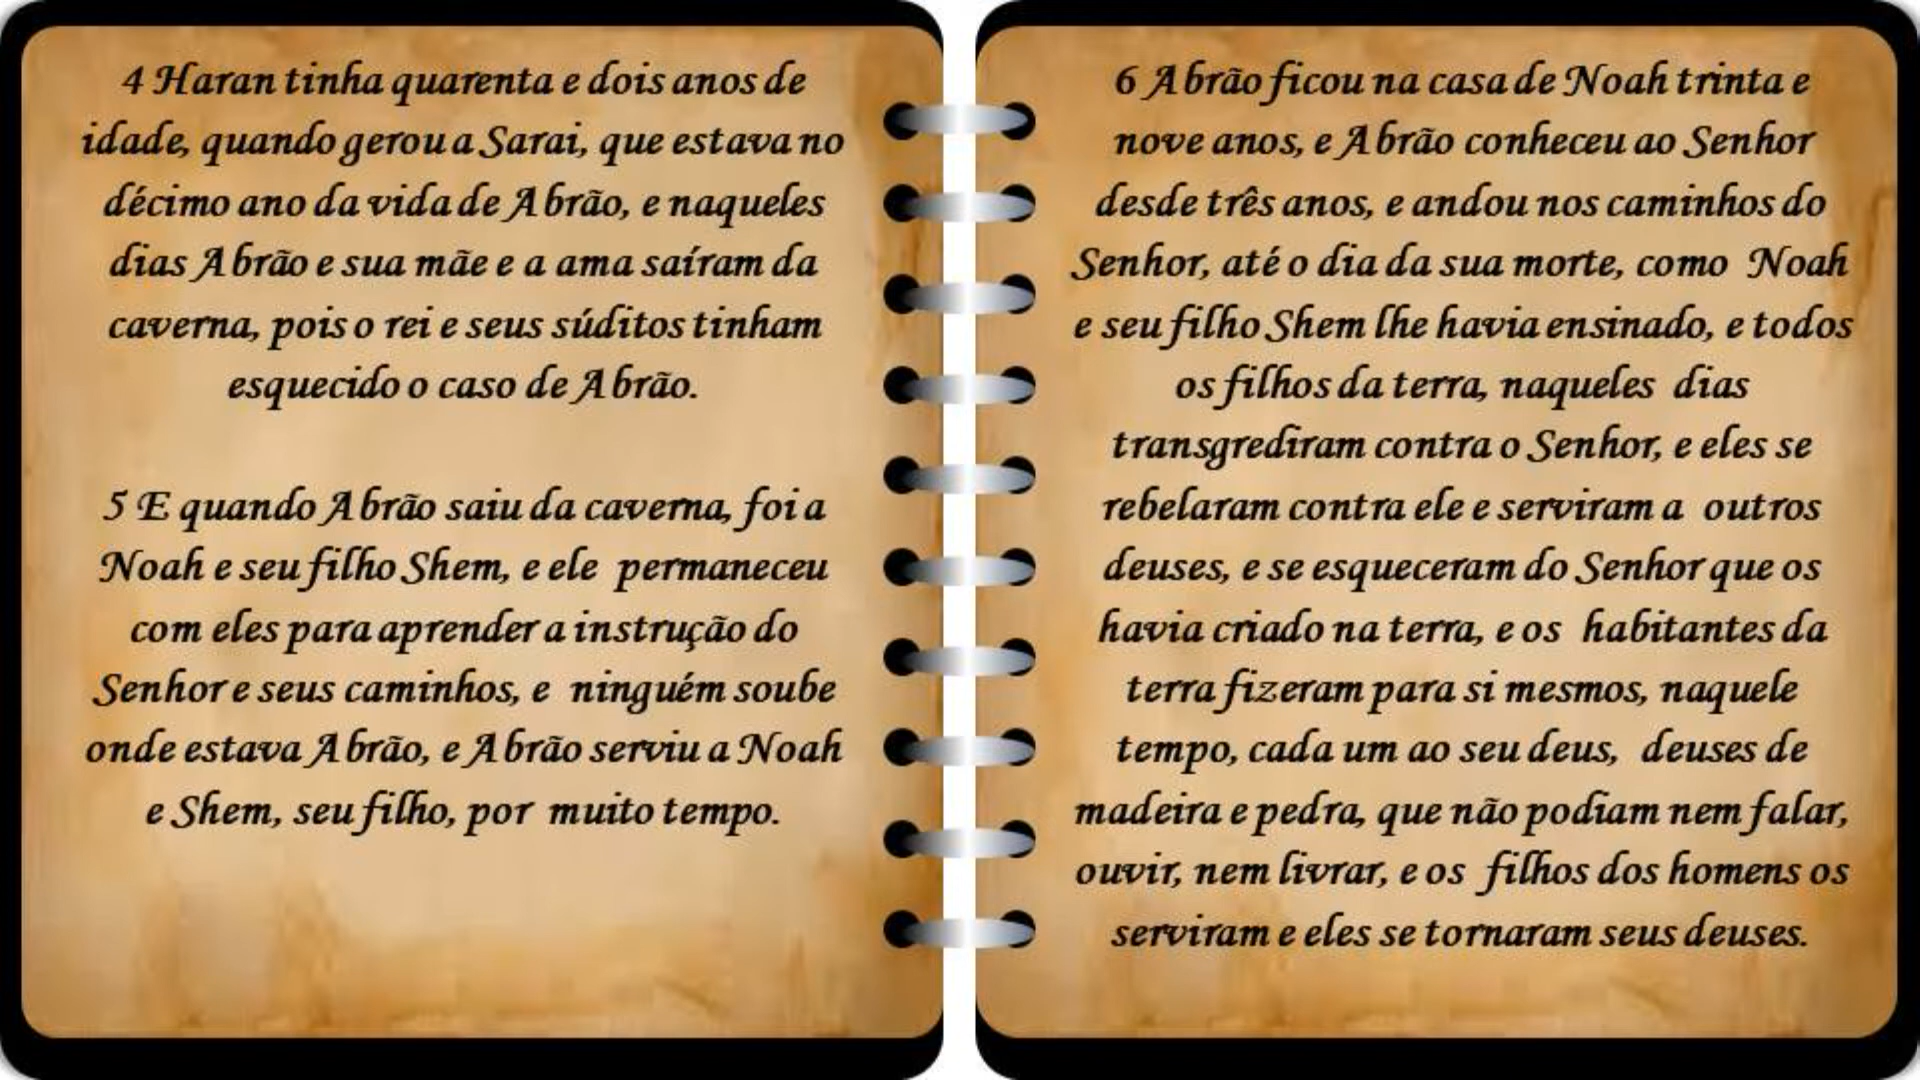 4 Haran tinha quarenta e dois anos de
idade, quando gerou a Sarai, que estava no
décimo ano da vida de Abrão, e naqueles
dias Abrão e sua mãe e a ama saíram da
caverna, pois o rei e seus súditos tinham
esquecido o caso de Abrão.
5 E quando Abrão saiu da caverna, foi a
Noah e seu filho Shem, e ele permaneceu
com eles para aprender a instrução do
Senhor e seus caminhos, e ninguém soube
onde estava Abrão, e Abrão serviu a Noah
e Shem, seu filho, por muito tempo.
6 Abrão ficou na casa de Noah trinta e
nove anos, e Abrão conheceu ao Senhor
desde três anos, e andou nos caminhos do
Senhor, até o dia da sua morte, como Noah
e seu filho Shem lhe havia ensinado, e todos
os filhos da terra, naqueles dias
transgrediram contra o Senhor, e eles se
rebelaram contra ele e serviram a outros
deuses, e se esqueceram do Senhor que os
havia criado na terra, e os habitantes da
terra fizeram para si mesmos, naquele
tempo, cada um ao seu deus, deuses de
madeira e pedra, que não podiam nem falar,
ouvir, nem livrar, e os filhos dos homens os
serviram e eles se tornaram seus deuses.